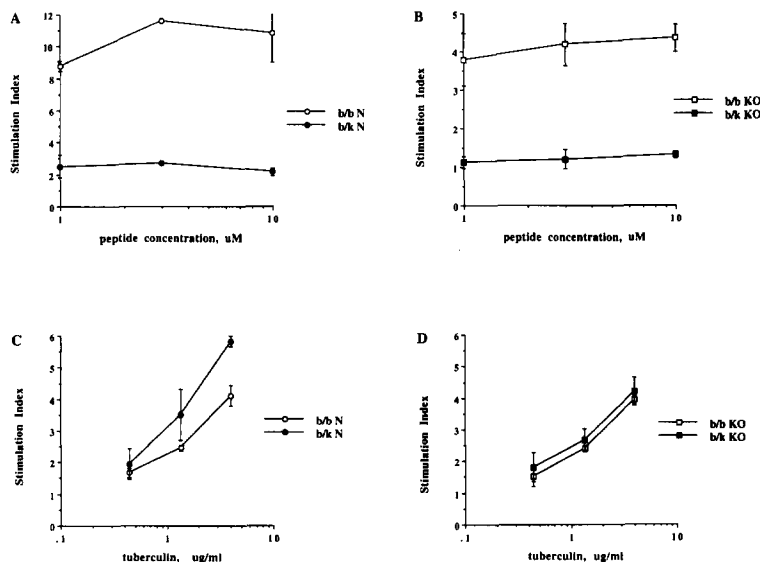 A
12
10
8
6
4
2
0
Stimulation Index
1
10
peptide concentration, uM
b/b N
b/k N
B
5
4
3
2
1
0
Stimulation Index
1
10
peptide concentration, uM
b/b KO
b/k KO
C
6
5
4
3
2
1
0
Stimulation Index
.1
1
10
tuberculin, ug/ml
b/b N
b/k N
D
6
5
4
3
2
1
0
Stimulation Index
.1
1
10
tuberculin, ug/ml
b/b KO
b/k KO